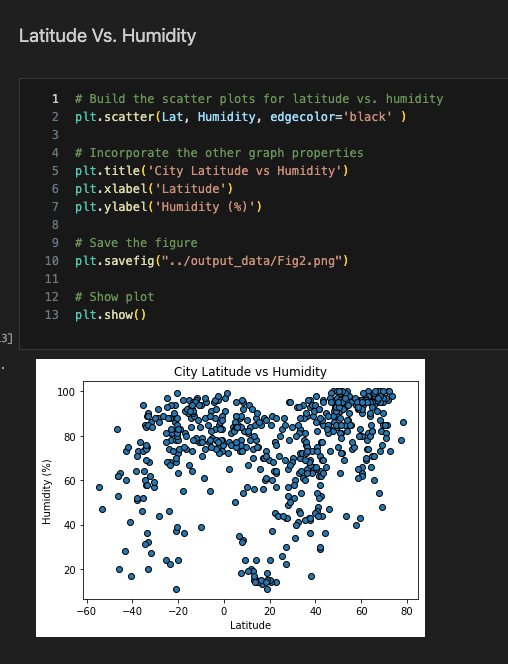 Latitude Vs. Humidity
1 # Build the scatter plots for latitude vs. humidity
2 plt.scatter(Lat, Humidity, edgecolor='black' )
3
4 # Incorporate the other graph properties
5 plt.title('City Latitude vs Humidity')
6 plt.xlabel('Latitude')
7 plt.ylabel('Humidity (%)')
8
9 # Save the figure
10 plt.savefig("../output_data/Fig2.png")
11
12 # Show plot
13 plt.show()
3]
City Latitude vs Humidity
100
80
60
40
20
Humidity (%)
−60 −40 −20 0 20 40 60 80
Latitude